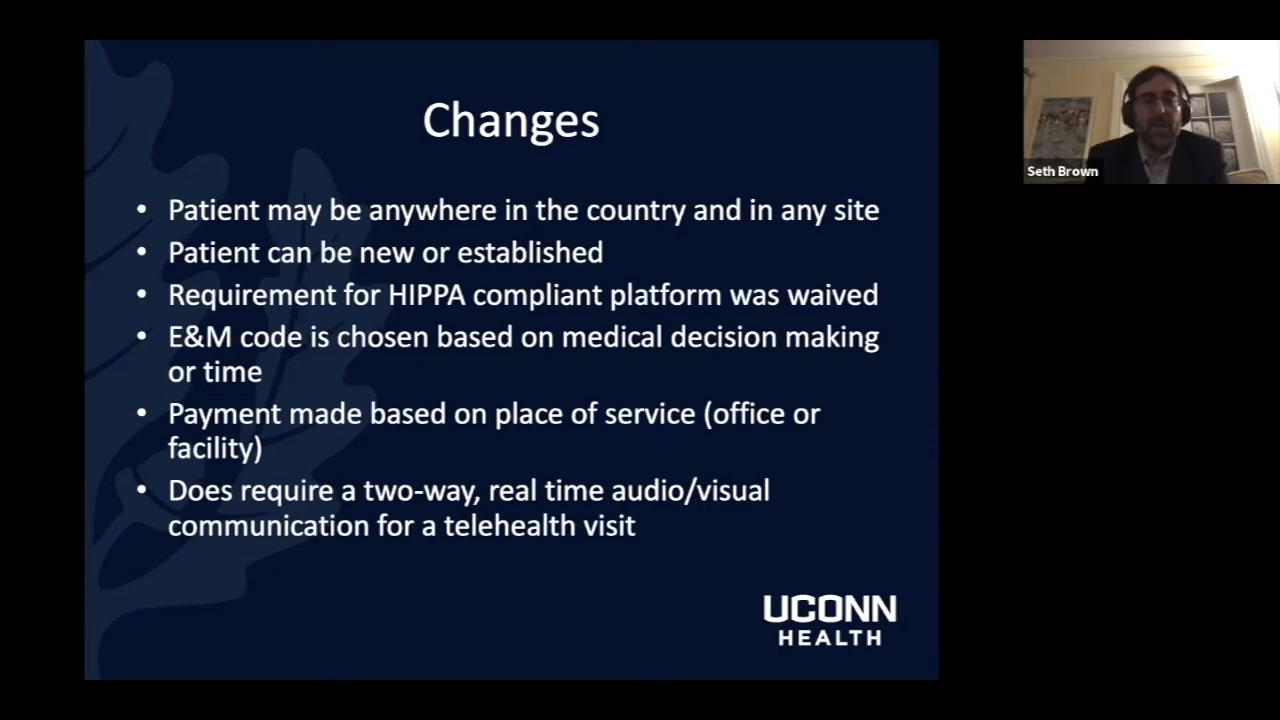 Changes
• Patient may be anywhere in the country and in any site
• Patient can be new or established
• Requirement for HIPPA compliant platform was waived
• E&M code is chosen based on medical decision making
or time
• Payment made based on place of service (office or
facility)
• Does require a two-way, real time audio/visual
communication for a telehealth visit
UCONN
HEALTH
Seth Brown